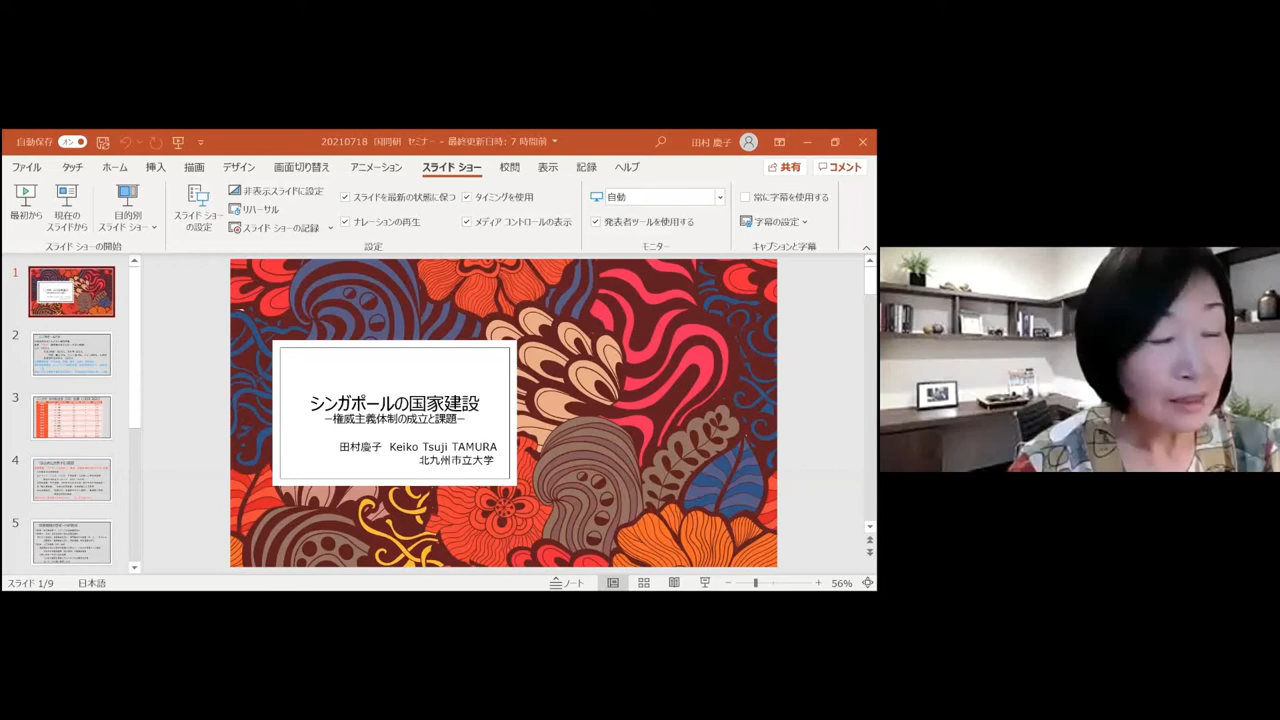 自動保存 オン 20210718 国問研 セミナー - 最終更新日時: 7 時間前 田村 慶子
ファイル タッチ ホーム 挿入 描画 デザイン 画面切り替え アニメーション スライド ショー 校閲 表示 記録 ヘルプ 共有 コメント
最初から
現在の
スライドから
目的別
スライド ショー
スライド ショーの開始
スライド ショー
の設定
非表示スライドに設定
リハーサル
スライド ショーの記録
スライドを最新の状態に保つ
ナレーションの再生
タイミングを使用
メディア コントロールの表示
設定
自動
発表者ツールを使用する
モニター
常に字幕を使用する
字幕の設定
キャプションと字幕
1
2
3
4
5
シンガポールの国家建設
ー権威主義体制の成立と課題ー
田村慶子 Keiko Tsuji TAMURA
北九州市立大学
スライド 1/9 日本語 ノート 56%